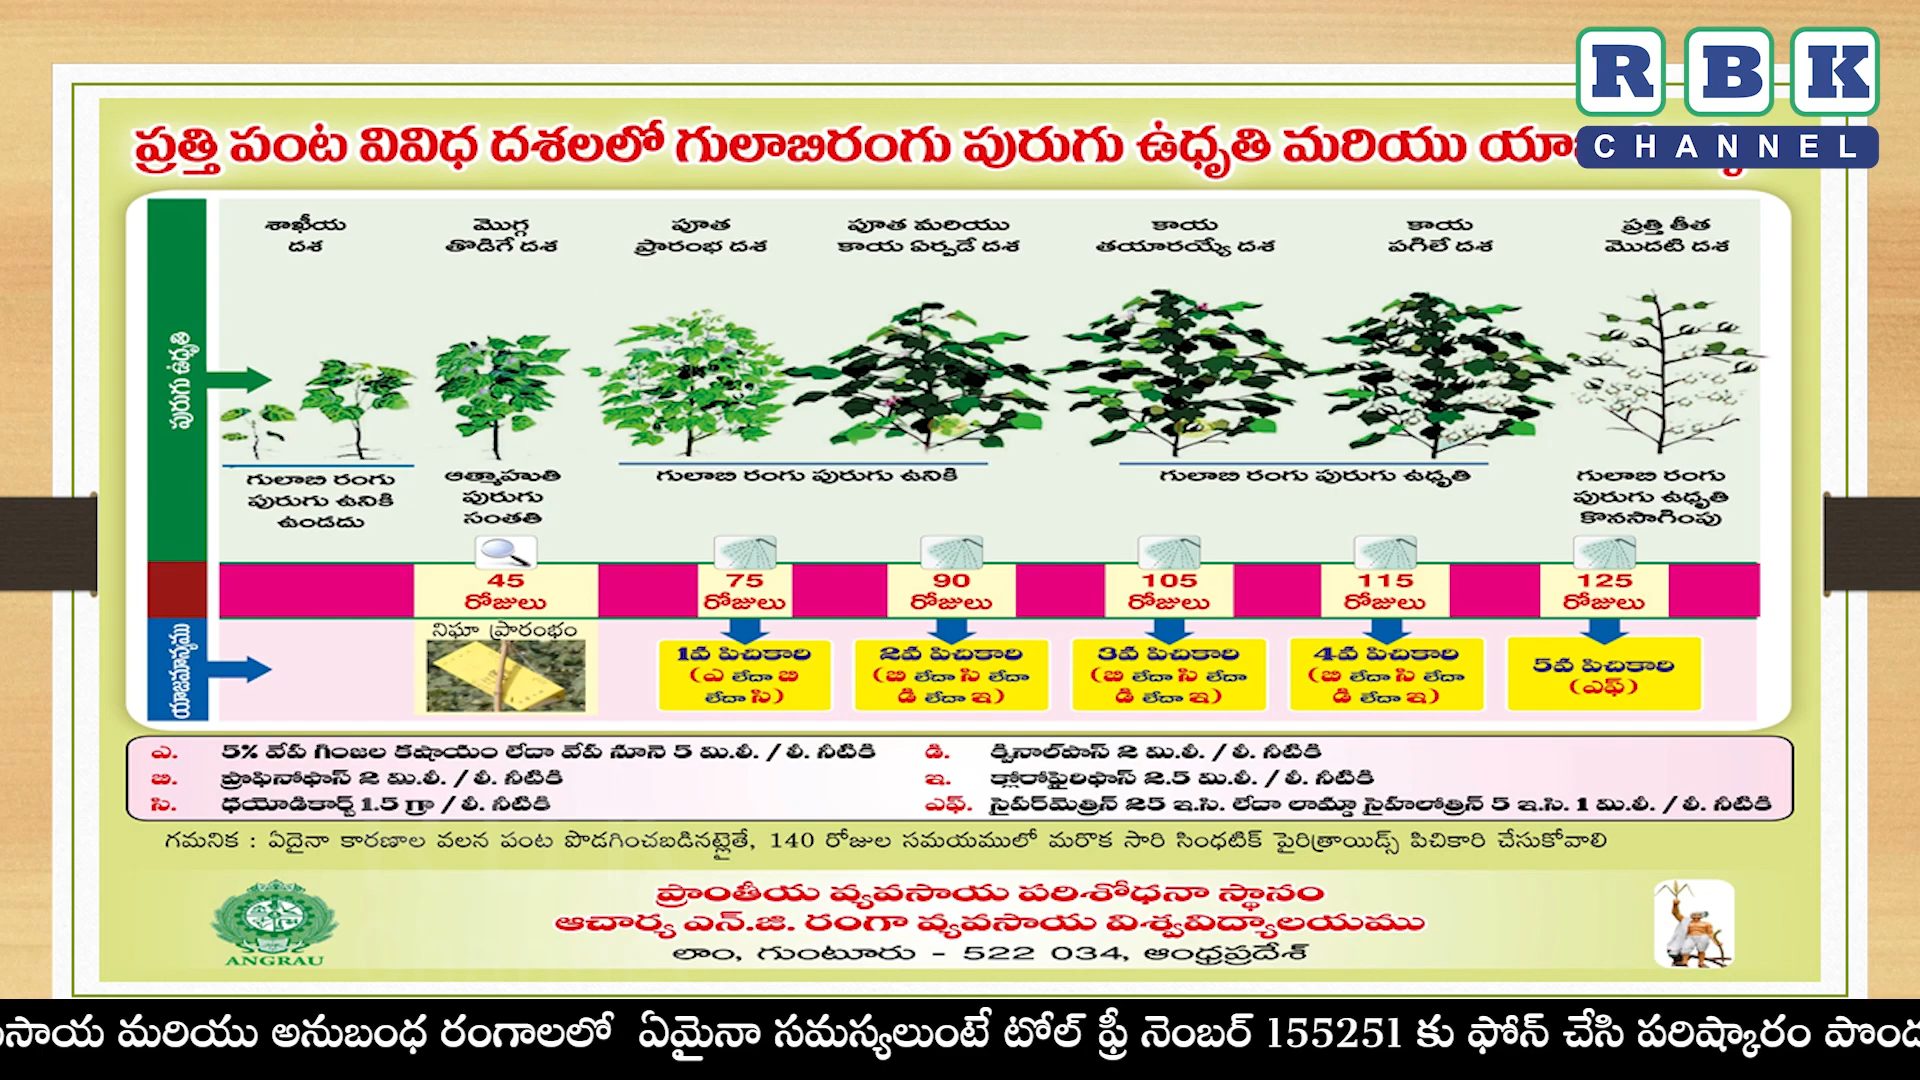 RBK
CHANNEL
ప్రత్తి పంట వివిధ దశలలో గులాబిరంగు పురుగు ఉధృతి మరియు
శాఖీయ
దశ
మొగ్గ
తొడిగే దశ
పూత
ప్రారంభ దశ
పూత మరియు
కాయ ఏర్పడే దశ
కాయ
తయారయ్యే దశ
కాయ
పగిలే దశ
ప్రత్తి తీత
మొదటి దశ
పురుగు ఉధృతి
గులాబి రంగు
పురుగు ఉనికి
ఉండదు
ఆత్మాహుతి
పురుగు
సంతతి
గులాబి రంగు పురుగు ఉనికి
గులాబి రంగు పురుగు ఉధృతి
గులాబి రంగు
పురుగు ఉధృతి
కొనసాగింపు
45
రోజులు
75
రోజులు
90
రోజులు
105
రోజులు
115
రోజులు
125
రోజులు
యాజమాన్యము
నిఘా ప్రారంభం
1వ పిచికారి
(ఎ లేదా బి
లేదా సి)
2వ పిచికారి
(బి లేదా సి లేదా
డి లేదా ఇ)
3వ పిచికారి
(బి లేదా సి లేదా
డి లేదా ఇ)
4వ పిచికారి
(బి లేదా సి లేదా
డి లేదా ఇ)
5వ పిచికారి
(ఎఫ్)
ఎ. 5% వేప గింజల కషాయం లేదా వేప నూనె 5 మి.లీ. / లీ. నీటికి
బి. ప్రొఫినోఫాస్ 2 మి.లీ. / లీ. నీటికి
సి. థయోడికార్బ్ 1.5 గ్రా / లీ. నీటికి
డి. క్వినాల్‌పాస్ 2 మి.లీ. / లీ. నీటికి
ఇ. క్లోరోఫైరిఫాస్ 2.5 మి.లీ. / లీ. నీటికి
ఎఫ్. సైపర్‌మెత్రిన్ 25 ఇ.సి. లేదా లామ్డా సైహలోత్రిన్ 5 ఇ.సి. 1 మి.లీ. / లీ. నీటికి
గమనిక : ఏదైనా కారణాల వలన పంట పొడగించబడినట్లైతే, 140 రోజుల సమయములో మరొక సారి సింథటిక్ పైరిత్రాయిడ్స్ పిచికారి చేసుకోవాలి
ANGRAU
ప్రాంతీయ వ్యవసాయ పరిశోధనా స్థానం
ఆచార్య ఎన్.జి. రంగా వ్యవసాయ విశ్వవిద్యాలయము
లాం, గుంటూరు - 522 034, ఆంధ్రప్రదేశ్
మరియు అనుబంధ రంగాలలో ఏమైనా సమస్యలుంటే టోల్ ఫ్రీ నెంబర్ 155251 కు ఫోన్ చేసి పరిష్కారం